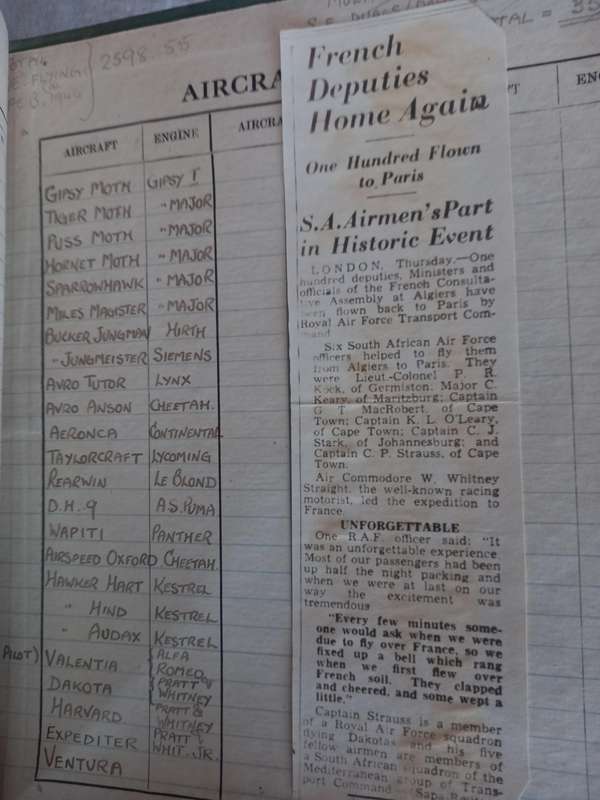 2598.55
FLYING
1944
TAL = 35
AIRCRA
AIRCRAFT ENGINE AIRCRA
GIPSY MOTH GIPSY I
TIGER MOTH " MAJOR
PUSS MOTH " MAJOR
HORNET MOTH " MAJOR
SPARROWHAWK " MAJOR
MILES MAGISTER " MAJOR
BUCKER JUNGMAN HIRTH
" JUNGMEISTER SIEMENS
AVRO TUTOR LYNX
AVRO ANSON CHEETAH.
AERONCA CONTINENTAL
TAYLORCRAFT LYCOMING
REARWIN LE BLOND
D.H. 9 A.S. PUMA
WAPITI PANTHER
AIRSPEED OXFORD CHEETAH.
HAWKER HART KESTREL
" HIND KESTREL
" AUDAX KESTREL
PILOT) VALENTIA ALFA ROMEO
DAKOTA PRATT & WHITNEY
HARVARD PRATT & WHITNEY
EXPEDITER PRATT & WHIT. JR.
VENTURA
French
Deputies
Home Again
One Hundred Flown
to Paris
S.A. Airmen's Part
in Historic Event
LONDON, Thursday.—One
hundred deputies, Ministers and
officials of the French Consulta-
tive Assembly at Algiers have
been flown back to Paris by
Royal Air Force Transport Com-
mand.
Six South African Air Force
officers helped to fly them
from Algiers to Paris. They
were Lieut.-Colonel P. R.
Kock, of Germiston; Major C.
Keary, of Maritzburg; Captain
G. T. MacRobert, of Cape
Town; Captain K. L. O'Leary,
of Cape Town; Captain C. J.
Stark, of Johannesburg; and
Captain C. P. Strauss, of Cape
Town.
Air Commodore W. Whitney
Straight, the well-known racing
motorist, led the expedition to
France.
UNFORGETTABLE
One R.A.F. officer said: "It
was an unforgettable experience.
Most of our passengers had been
up half the night packing, and
when we were at last on our
way the excitement was
tremendous
"Every few minutes some-
one would ask when we were
due to fly over France, so we
fixed up a bell which rang
when we first flew over
French soil. They clapped
and cheered, and some wept a
little."
Captain Strauss is a member
of a Royal Air Force squadron
flying Dakotas and his five
fellow airmen are members of
a South African squadron of the
Mediterranean group of Trans-
port Command.—Sapa